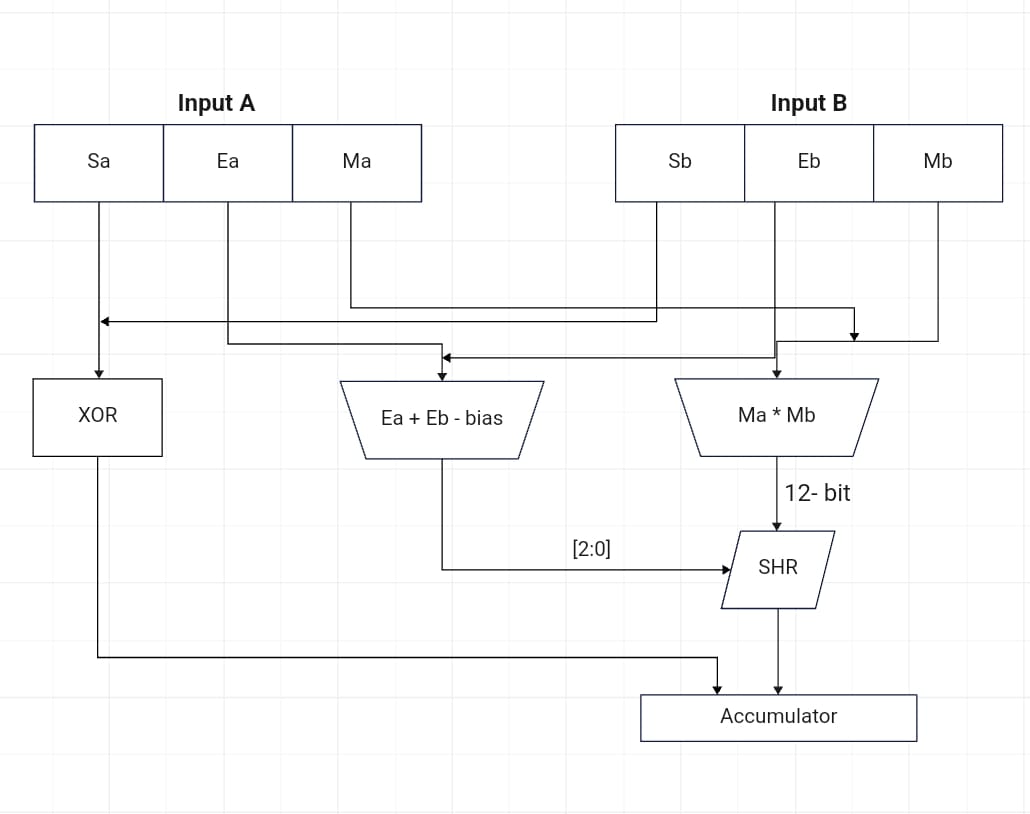 Input A
Input B
Sa
Ea
Ma
Sb
Eb
Mb
XOR
Ea + Eb - bias
Ma * Mb
12- bit
[2:0]
SHR
Accumulator